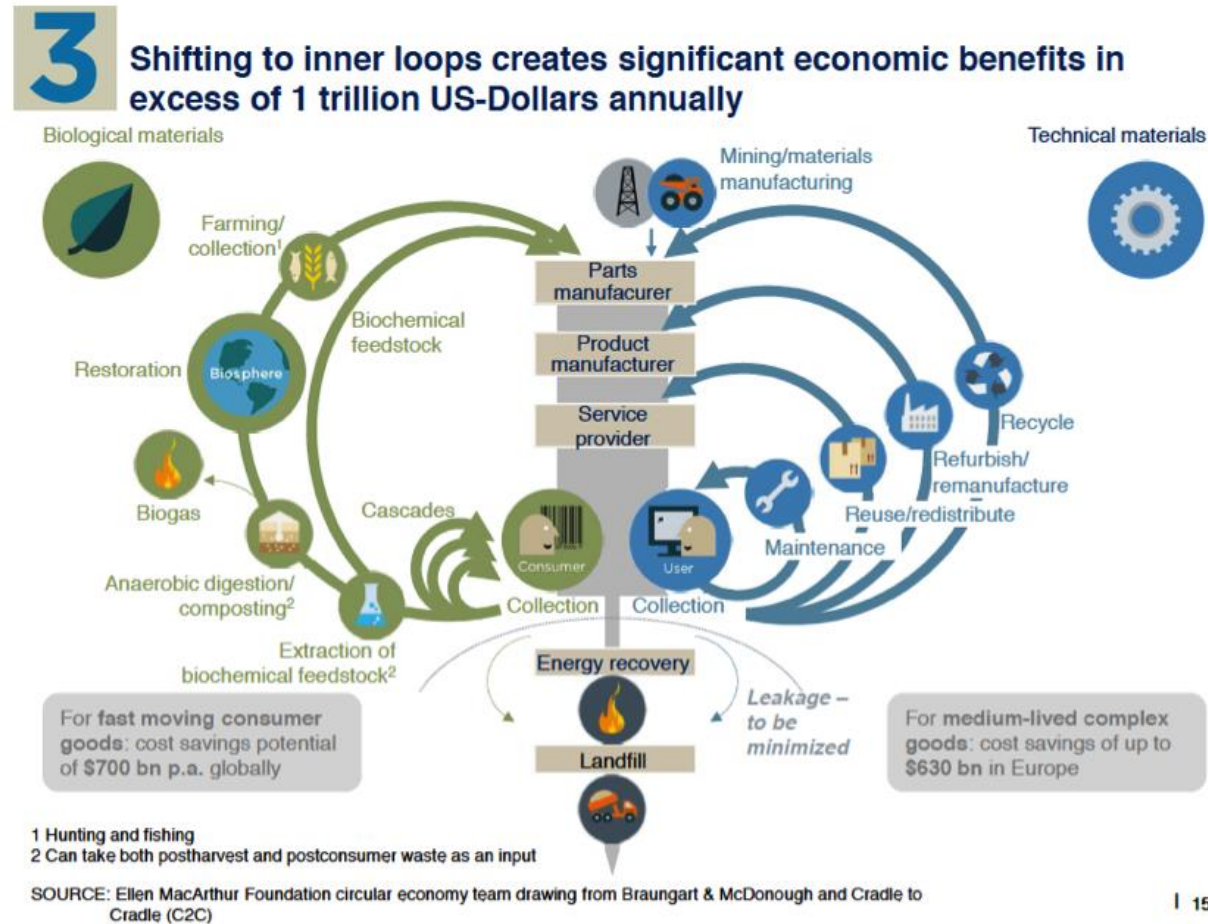 3
Shifting to inner loops creates significant economic benefits in
excess of 1 trillion US-Dollars annually
Biological materials
Technical materials
Mining/materials
manufacturing
Farming/
collection1
Parts
manufacurer
Biochemical
feedstock
Product
manufacturer
Restoration
Biosphere
Service
provider
Recycle
Refurbish/
remanufacture
Biogas
Cascades
Reuse/redistribute
Maintenance
Consumer
User
Anaerobic digestion/
composting2
Collection
Collection
Extraction of
biochemical feedstock2
Energy recovery
Leakage –
to be
minimized
Landfill
For fast moving consumer
goods: cost savings potential
of $700 bn p.a. globally
For medium-lived complex
goods: cost savings of up to
$630 bn in Europe
1 Hunting and fishing
2 Can take both postharvest and postconsumer waste as an input
SOURCE: Ellen MacArthur Foundation circular economy team drawing from Braungart & McDonough and Cradle to
Cradle (C2C)
| 15